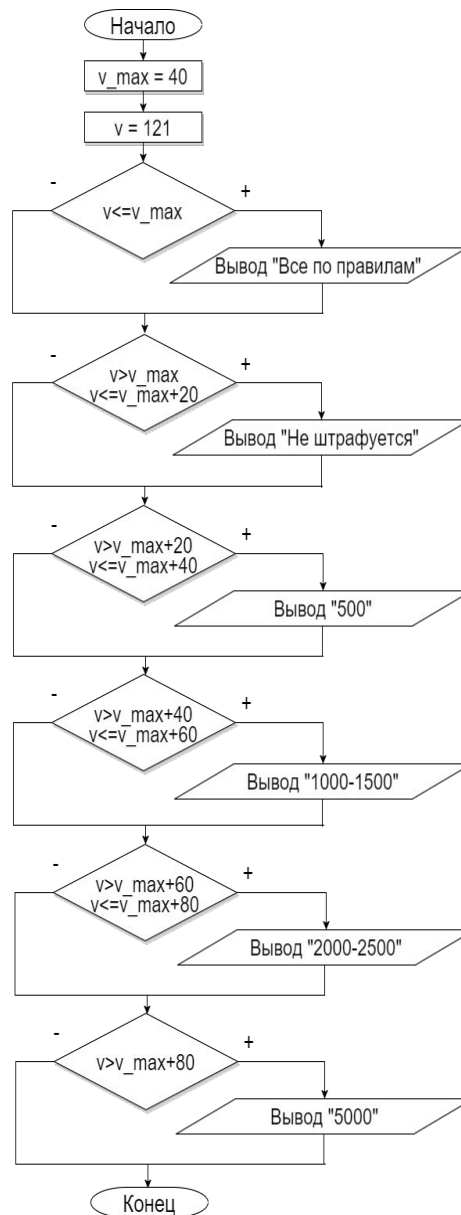 Начало
v_max = 40
v = 121
- +
v<=v_max
Вывод "Все по правилам"
- +
v>v_max
v<=v_max+20
Вывод "Не штрафуется"
- +
v>v_max+20
v<=v_max+40
Вывод "500"
- +
v>v_max+40
v<=v_max+60
Вывод "1000-1500"
- +
v>v_max+60
v<=v_max+80
Вывод "2000-2500"
- +
v>v_max+80
Вывод "5000"
Конец